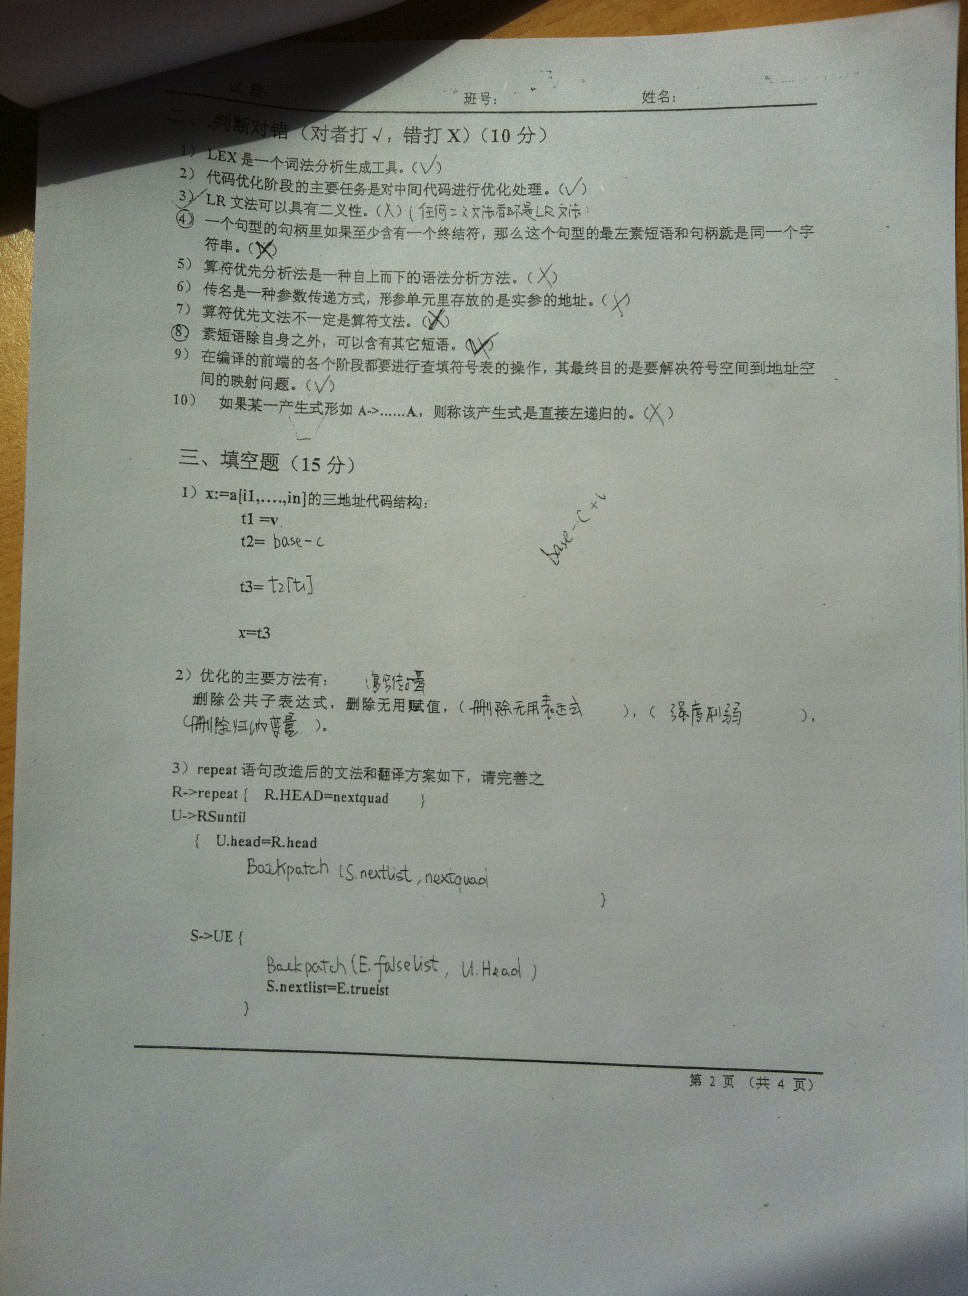 试 题:
班号: 姓名:
二、.判断对错（对者打√，错打 X）（10 分）
1） LEX 是一个词法分析生成工具。（√）
2） 代码优化阶段的主要任务是对中间代码进行优化处理。（√）
3） LR 文法可以具有二义性。（X）（任何二义文法都不是LR文法）
④ 一个句型的句柄里如果至少含有一个终结符，那么这个句型的最左素短语和句柄就是同一个字
符串。（X）
5） 算符优先分析法是一种自上而下的语法分析方法。（X）
6） 传名是一种参数传递方式，形参单元里存放的是实参的地址。（X）
7） 算符优先文法不一定是算符文法。（X）
⑧ 素短语除自身之外，可以含有其它短语。（√）
9） 在编译的前端的各个阶段都要进行查填符号表的操作，其最终目的是要解决符号空间到地址空
间的映射问题。（√）
10） 如果某一产生式形如 A->......A，则称该产生式是直接左递归的。（X）
三、填空题（15 分）
1）x:=a[i1,….,in]的三地址代码结构：
t1 =v
t2= base-c
base-c+v
t3= t2[t1]
x=t3
2）优化的主要方法有：
删除公共子表达式，删除无用赋值，（删除无用表达式 ），（ 强度削弱 ），
（删除归纳变量 ）。
3）repeat 语句改造后的文法和翻译方案如下，请完善之
R->repeat { R.HEAD=nextquad }
U->RSuntil
{ U.head=R.head
Backpatch (S.nextlist, nextquad
}
S->UE {
Backpatch (E.falselist, U.Head )
S.nextlist=E.truelst
}
第 2 页 （共 4 页）